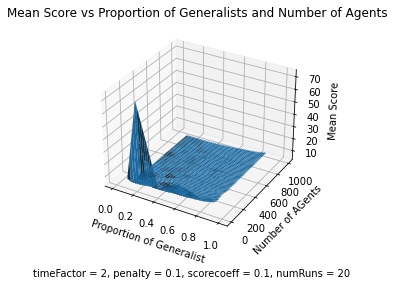 Mean Score vs Proportion of Generalists and Number of Agents
70
60
50
40
30
20
10
Mean Score
0.0 0.2 0.4 0.6 0.8 1.0
Proportion of Generalist
0 200 400 600 800 1000
Number of AGents
timeFactor = 2, penalty = 0.1, scorecoeff = 0.1, numRuns = 20